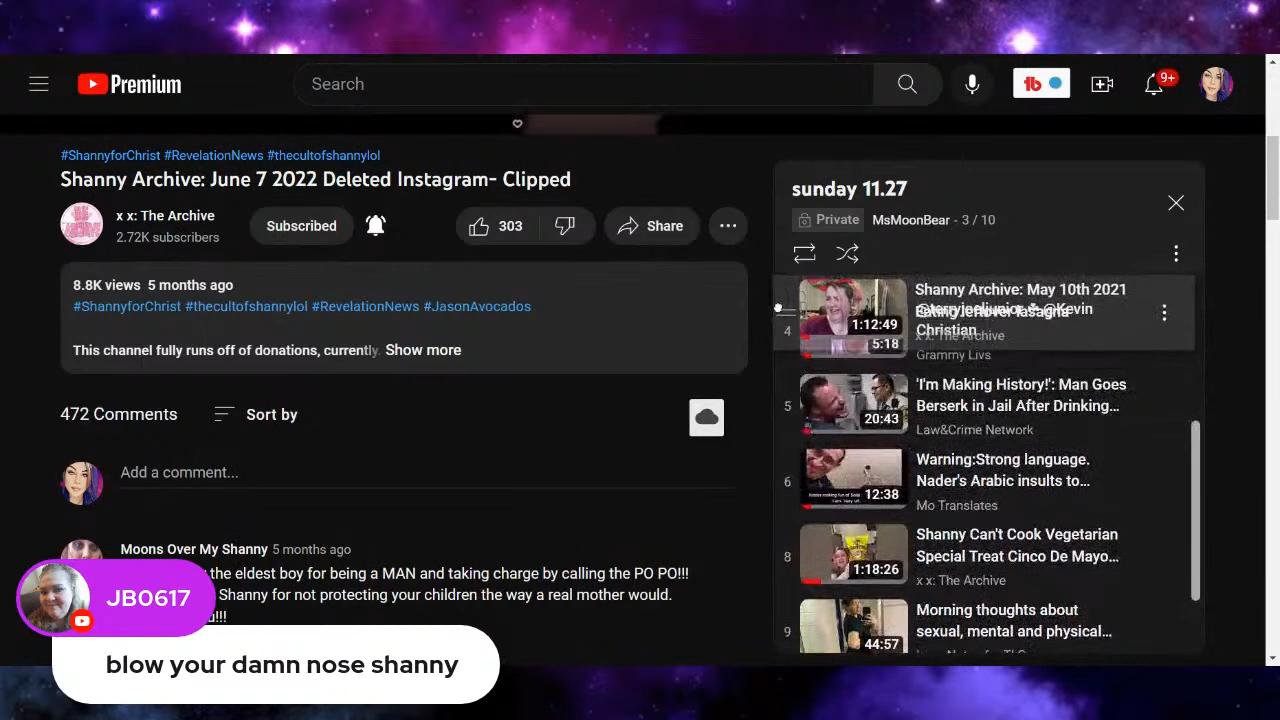 Premium
Search
9+
#ShannyforChrist #RevelationNews #thecultofshannylol
Shanny Archive: June 7 2022 Deleted Instagram- Clipped
x x: The Archive
2.72K subscribers
Subscribed
303
Share
8.8K views 5 months ago
#ShannyforChrist #thecultofshannylol #RevelationNews #JasonAvocados
This channel fully runs off of donations, currently Show more
472 Comments
Sort by
Add a comment...
Moons Over My Shanny 5 months ago
the eldest boy for being a MAN and taking charge by calling the PO PO!!!
Shanny for not protecting your children the way a real mother would.
JB0617
blow your damn nose shanny
sunday 11.27
Private MsMoonBear - 3 / 10
4
1:12:49
5:18
Shanny Archive: May 10th 2021
Eating leftover lasagna
Christian
x x: The Archive
Grammy Livs
5
20:43
'I'm Making History!': Man Goes
Berserk in Jail After Drinking...
Law&Crime Network
6
12:38
Warning:Strong language.
Nader's Arabic insults to...
Mo Translates
8
1:18:26
Shanny Can't Cook Vegetarian
Special Treat Cinco De Mayo...
x x: The Archive
9
44:57
Morning thoughts about
sexual, mental and physical...